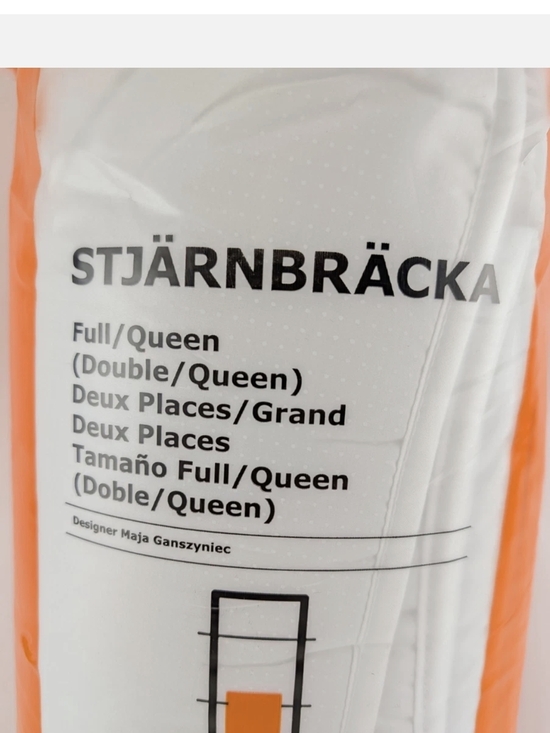 STJÄRNBRÄCKA
Full/Queen
(Double/Queen)
Deux Places/Grand
Deux Places
Tamaño Full/Queen
(Doble/Queen)
Designer Maja Ganszyniec